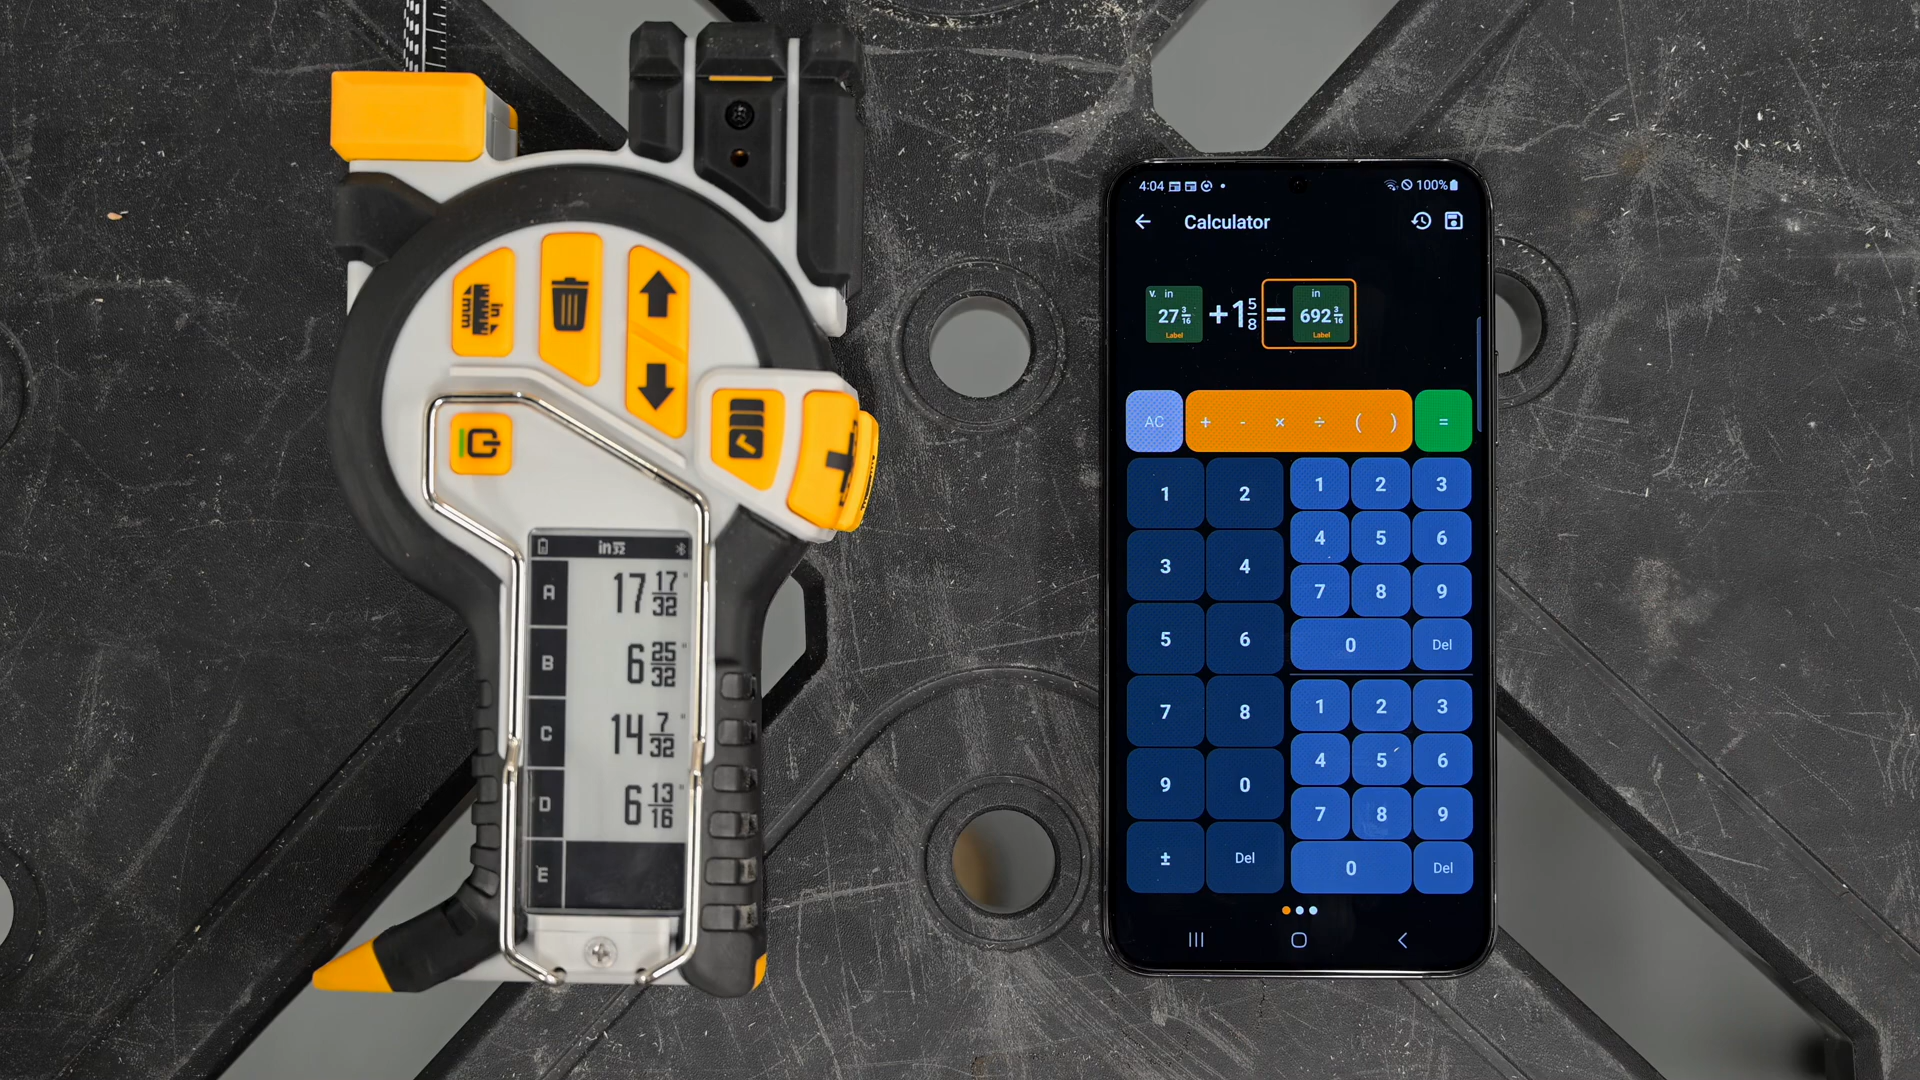 in
mm
in 32
A 17 17/32"
B 6 25/32"
C 14 7/32"
D 6 13/16"
E
4:04
100%
Calculator
v. in
27 3/16
Label
+1 5/8
=
in
692 3/16
Label
AC + - × ÷ ( ) =
1 2
3 4
5 6
7 8
9 0
± Del
1 2 3
4 5 6
7 8 9
0 Del
1 2 3
4 5 6
7 8 9
0 Del